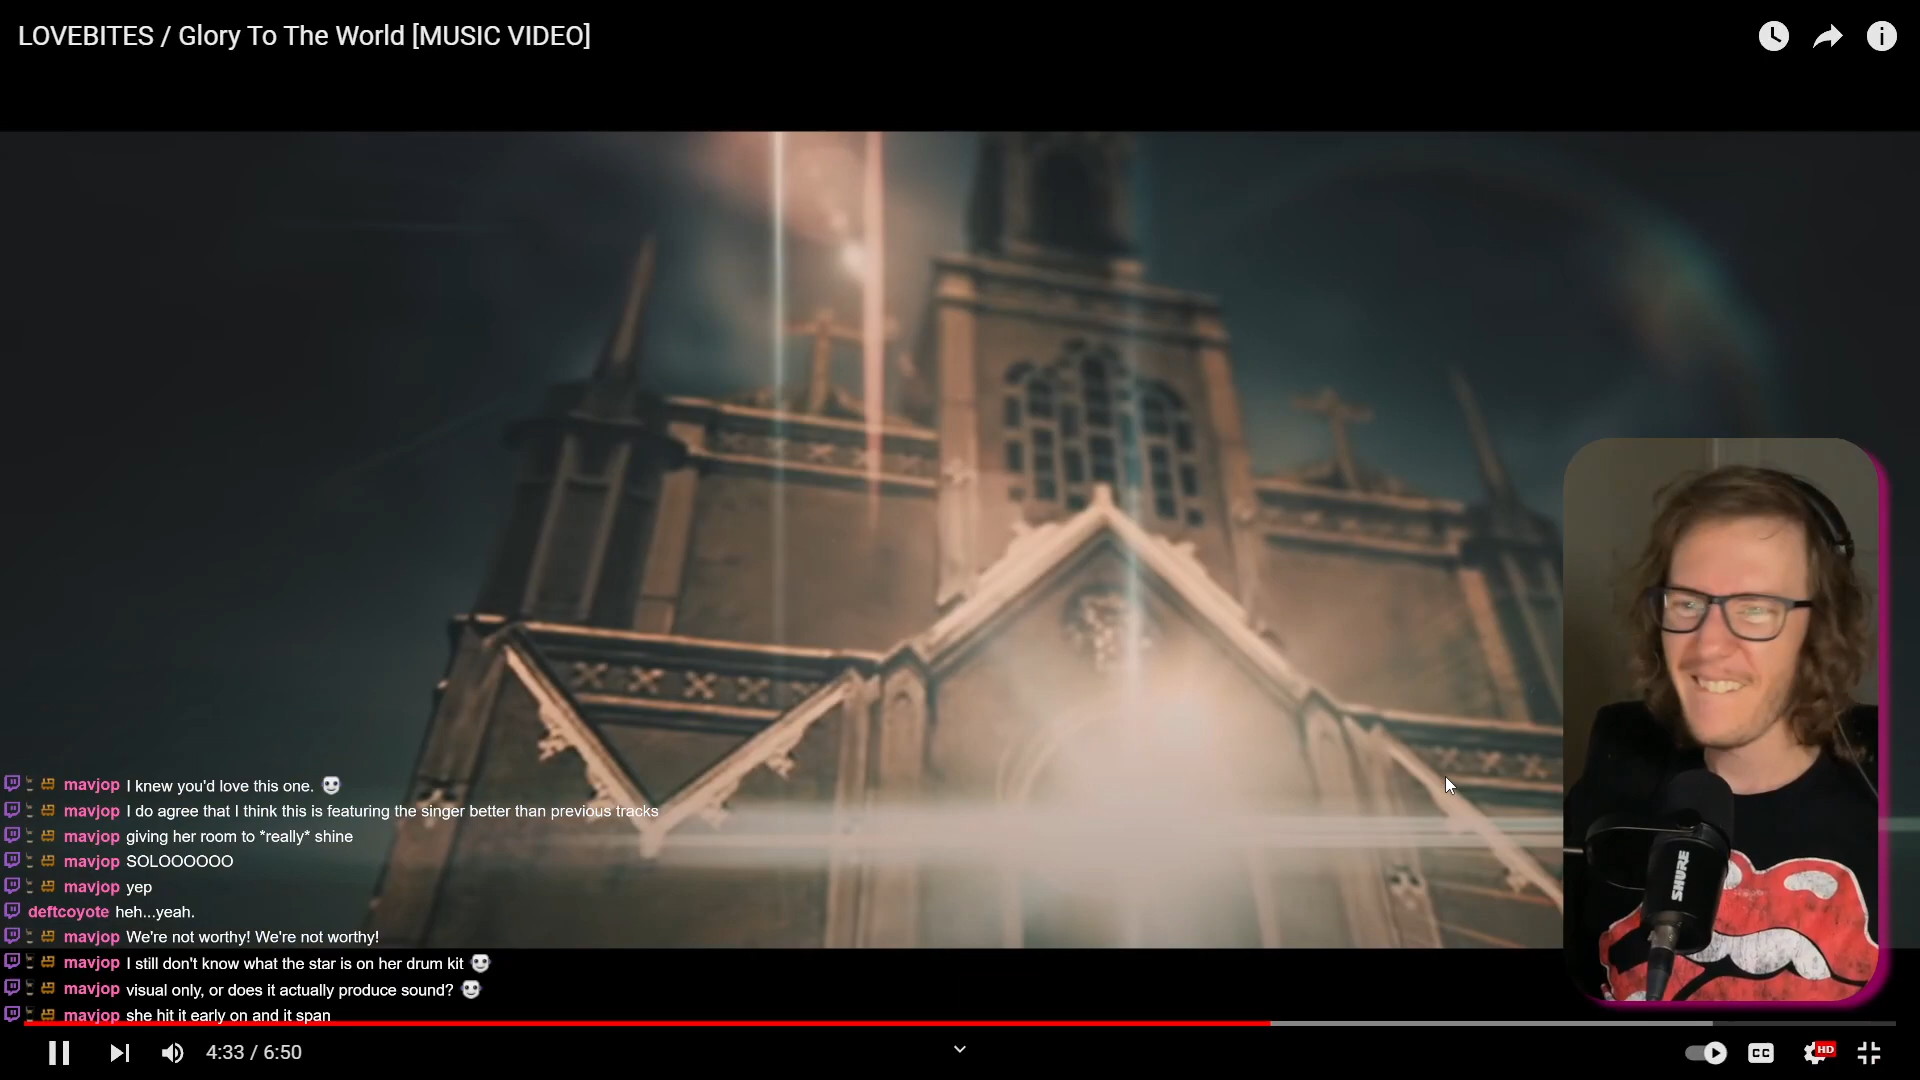 LOVEBITES / Glory To The World [MUSIC VIDEO]
mavjop I knew you'd love this one.
mavjop I do agree that I think this is featuring the singer better than previous tracks
mavjop giving her room to *really* shine
mavjop SOLOOOOOO
mavjop yep
deftcoyote heh...yeah.
mavjop We're not worthy! We're not worthy!
mavjop I still don't know what the star is on her drum kit
mavjop visual only, or does it actually produce sound?
mavjop she hit it early on and it span
SHURE
4:33 / 6:50
CC
HD